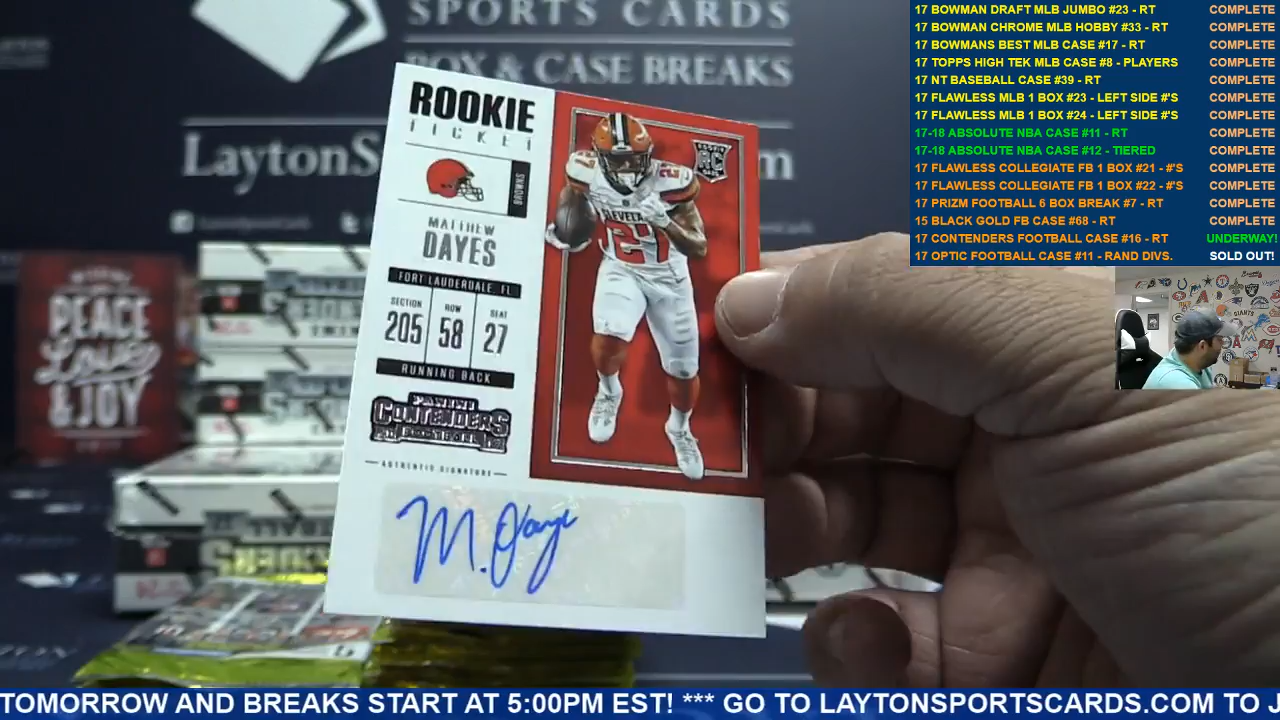 SPORTS CARDS
BOX & CASE BREAKS
LaytonS
m
PEACE
Love
& JOY
ROOKIE
TICKET
BROWNS
MATTHEW
DAYES
FORT LAUDERDALE, FL
SECTION ROW SEAT
205 58 27
RUNNING BACK
PANINI
CONTENDERS
FOOTBALL
AUTHENTIC SIGNATURE
M. Daye
ROOKIE
RC
CLEVELAND
27
17 BOWMAN DRAFT MLB JUMBO #23 - RT COMPLETE
17 BOWMAN CHROME MLB HOBBY #33 - RT COMPLETE
17 BOWMANS BEST MLB CASE #17 - RT COMPLETE
17 TOPPS HIGH TEK MLB CASE #8 - PLAYERS COMPLETE
17 NT BASEBALL CASE #39 - RT COMPLETE
17 FLAWLESS MLB 1 BOX #23 - LEFT SIDE #'S COMPLETE
17 FLAWLESS MLB 1 BOX #24 - LEFT SIDE #'S COMPLETE
17-18 ABSOLUTE NBA CASE #11 - RT COMPLETE
17-18 ABSOLUTE NBA CASE #12 - TIERED COMPLETE
17 FLAWLESS COLLEGIATE FB 1 BOX #21 - #'S COMPLETE
17 FLAWLESS COLLEGIATE FB 1 BOX #22 - #'S COMPLETE
17 PRIZM FOOTBALL 6 BOX BREAK #7 - RT COMPLETE
15 BLACK GOLD FB CASE #68 - RT COMPLETE
17 CONTENDERS FOOTBALL CASE #16 - RT UNDERWAY!
17 OPTIC FOOTBALL CASE #11 - RAND DIVS. SOLD OUT!
TOMORROW AND BREAKS START AT 5:00PM EST! *** GO TO LAYTONSPORTSCARDS.COM TO J